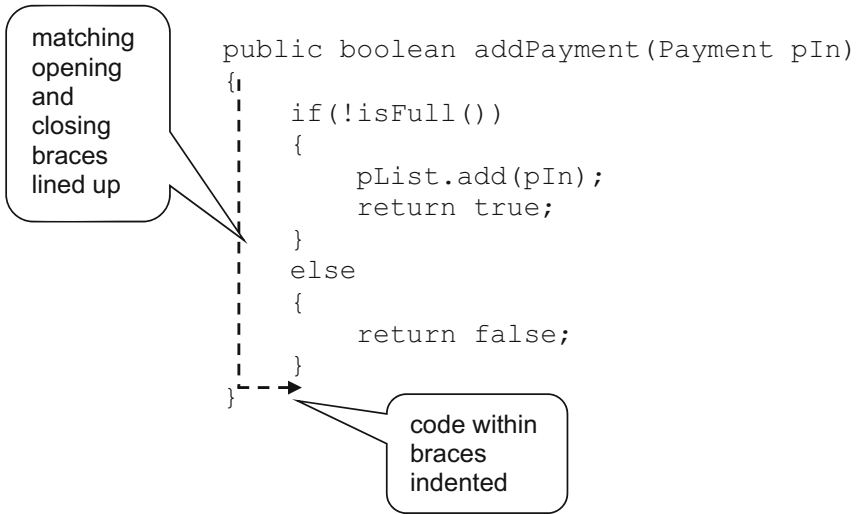 matching
opening
and
closing
braces
lined up
public boolean addPayment(Payment pIn)
{
if(!isFull())
{
pList.add(pIn);
return true;
}
else
{
return false;
}
}
code within
braces
indented